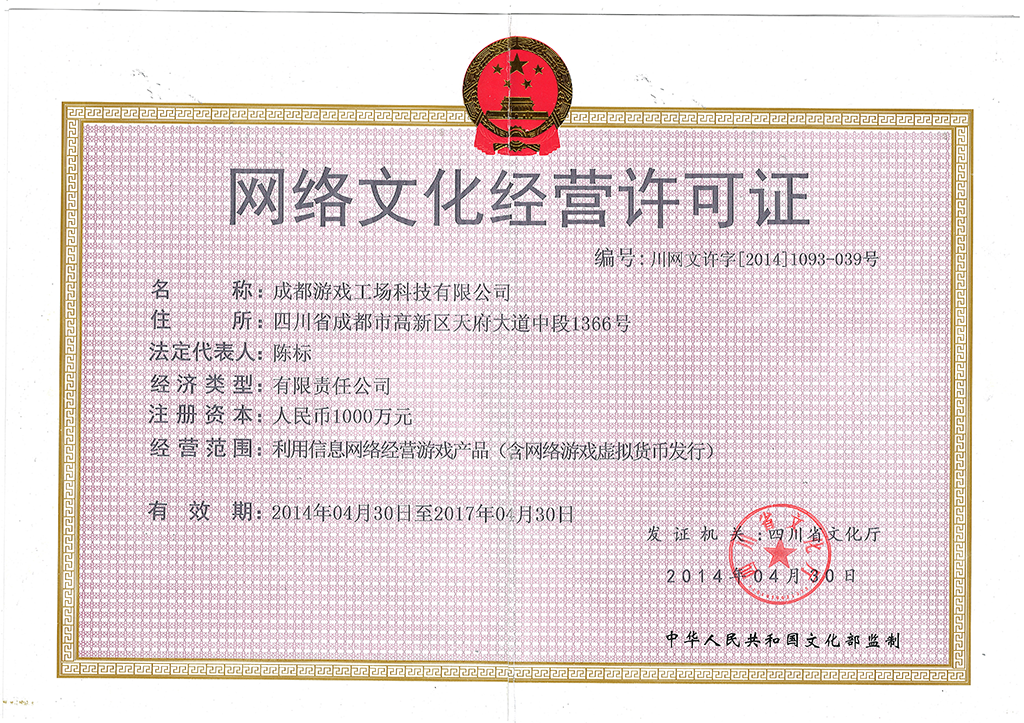 网络文化经营许可证
编号: 川网文许字[2014]1093-039号
名称: 成都游戏工场科技有限公司
住所: 四川省成都市高新区天府大道中段1366号
法定代表人: 陈标
经济类型: 有限责任公司
注册资本: 人民币1000万元
经营范围: 利用信息网络经营游戏产品（含网络游戏虚拟货币发行）
有效期: 2014年04月30日至2017年04月30日
发证机关:四川省文化厅
2014年04月30日
四川省文化厅
中华人民共和国文化部监制